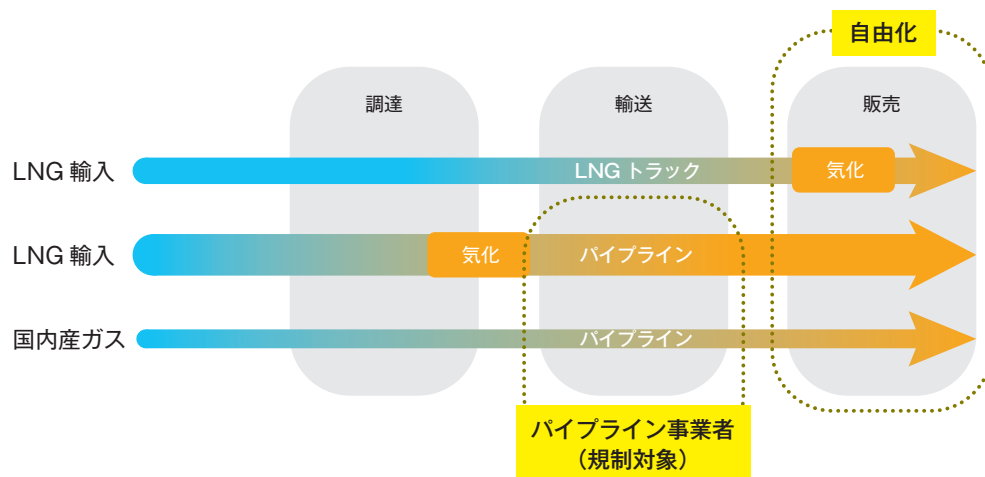 自由化
調達
輸送
販売
LNG 輸入
LNG トラック
気化
LNG 輸入
気化
パイプライン
国内産ガス
パイプライン
パイプライン事業者
（規制対象）